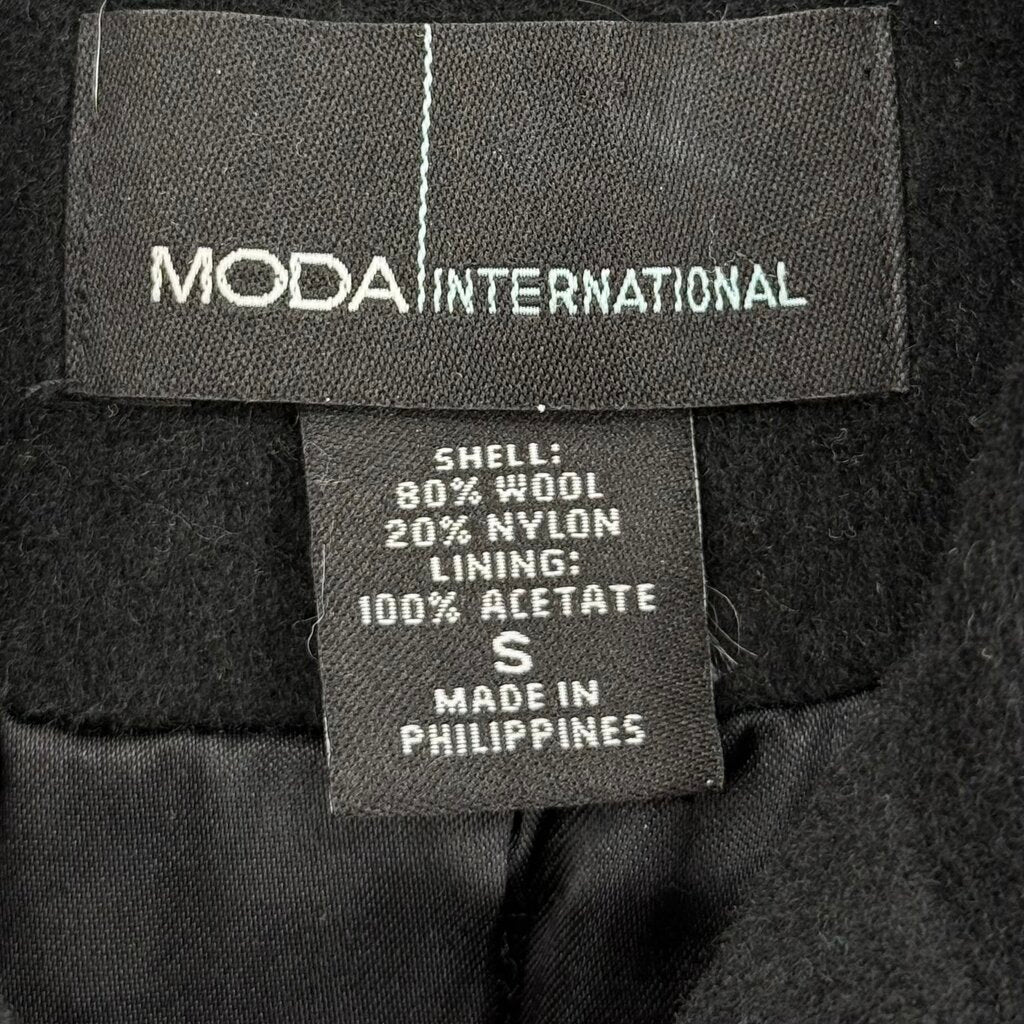 MODA INTERNATIONAL
SHELL:
80% WOOL
20% NYLON
LINING:
100% ACETATE
S
MADE IN
PHILIPPINES